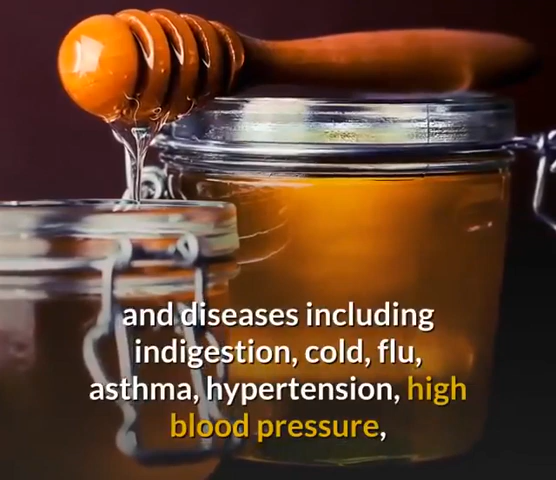 and diseases including
indigestion, cold, flu,
asthma, hypertension, high
blood pressure,